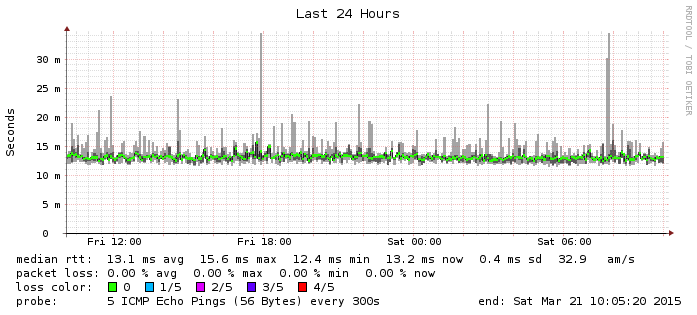 Last 24 Hours
RRDTOOL / TOBI OETIKER
Seconds
30 m
25 m
20 m
15 m
10 m
5 m
0
Fri 12:00 Fri 18:00 Sat 00:00 Sat 06:00
median rtt: 13.1 ms avg 15.6 ms max 12.4 ms min 13.2 ms now 0.4 ms sd 32.9 am/s
packet loss: 0.00 % avg 0.00 % max 0.00 % min 0.00 % now
loss color: 0 1/5 2/5 3/5 4/5
probe: 5 ICMP Echo Pings (56 Bytes) every 300s end: Sat Mar 21 10:05:20 2015